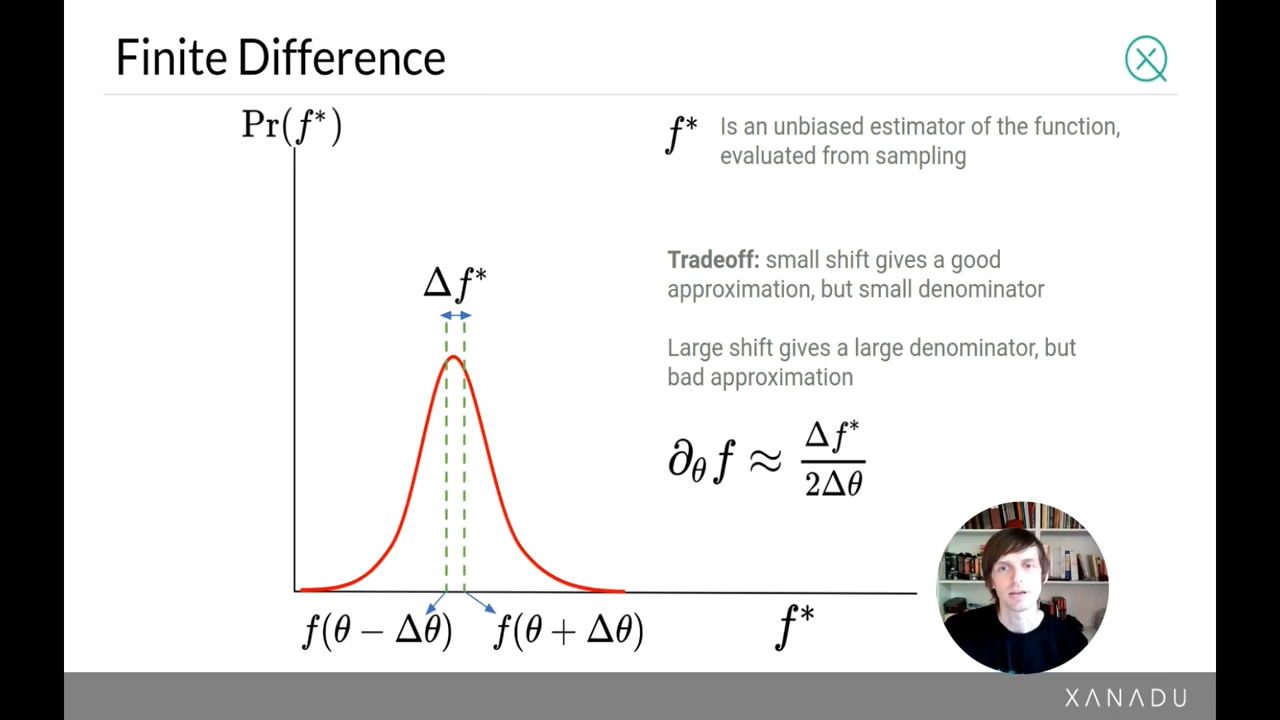 Finite Difference
Pr(f*)
f* Is an unbiased estimator of the function,
evaluated from sampling
Δf*
Tradeoff: small shift gives a good
approximation, but small denominator
Large shift gives a large denominator, but
bad approximation
∂θf ≈ Δf*/2Δθ
f(θ − Δθ) f(θ + Δθ) f*
XANADU